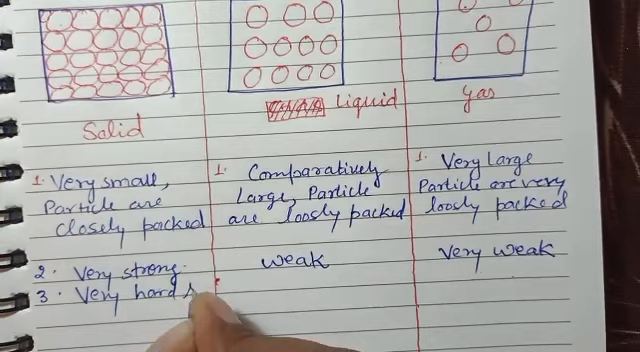 Solid
Liquid
gas
1. Very small,
Particle are
closely packed
2. Very strong.
3. Very hard
1. Comparatively
large, Particle
are loosly packed
weak
1. Very large
Particle are very
loosly packed
Very weak